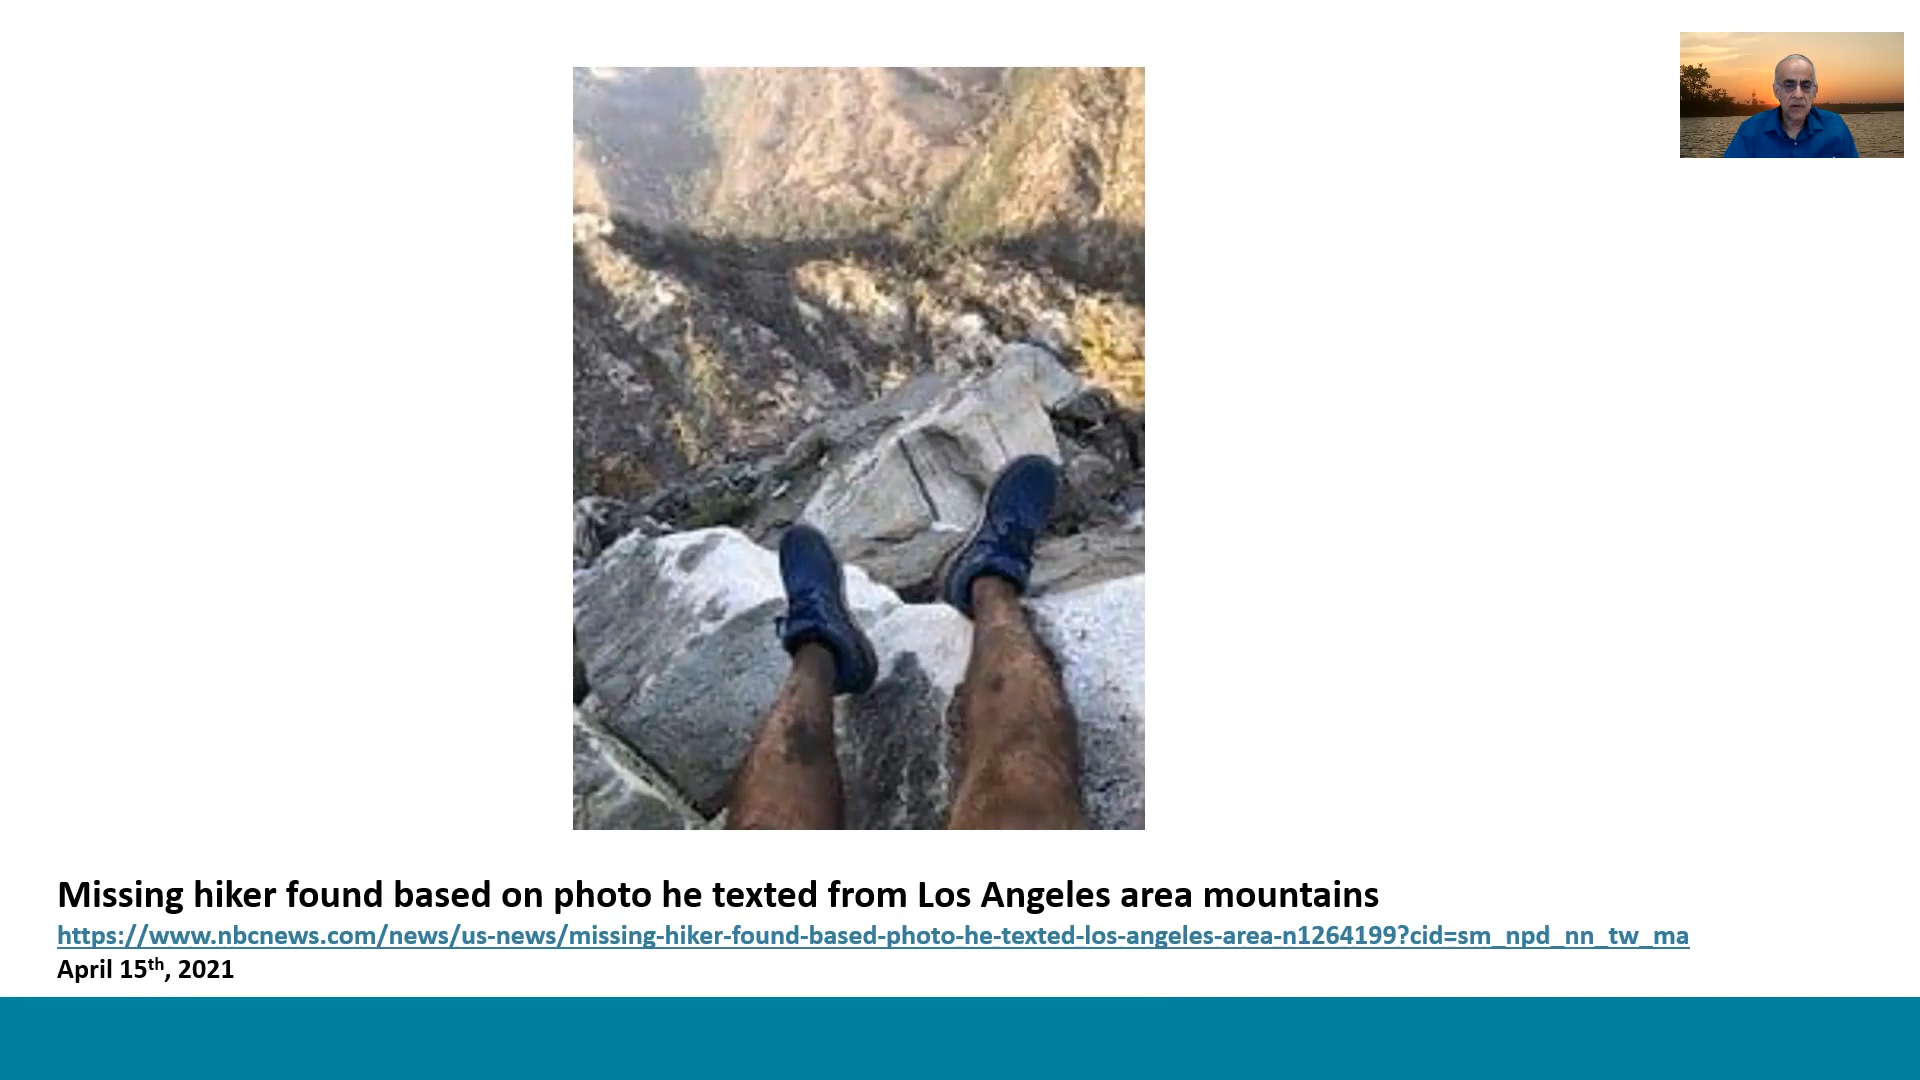 Missing hiker found based on photo he texted from Los Angeles area mountains
https://www.nbcnews.com/news/us-news/missing-hiker-found-based-photo-he-texted-los-angeles-area-n1264199?cid=sm_npd_nn_tw_ma
April 15th, 2021